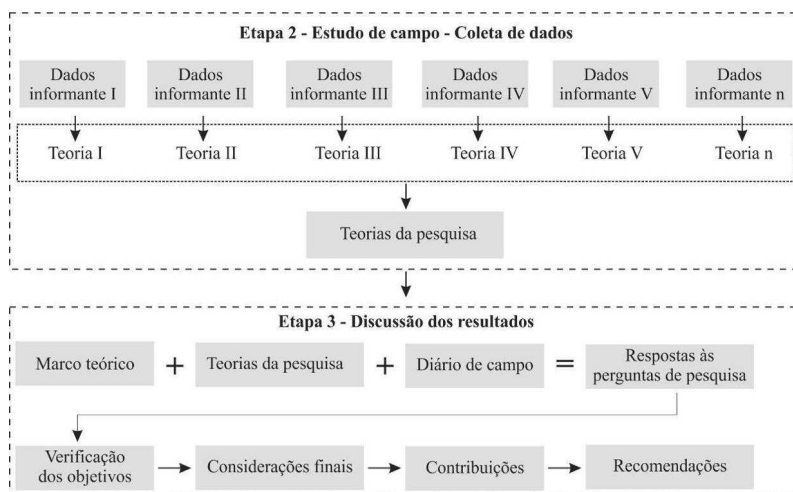 Etapa 2 - Estudo de campo - Coleta de dados
Dados
informante I
Dados
informante II
Dados
informante III
Dados
informante IV
Dados
informante V
Dados
informante n
Teoria I
Teoria II
Teoria III
Teoria IV
Teoria V
Teoria n
Teorias da pesquisa
Etapa 3 - Discussão dos resultados
Marco teórico + Teorias da pesquisa + Diário de campo = Respostas às
perguntas de pesquisa
Verificação
dos objetivos
Considerações finais
Contribuições
Recomendações